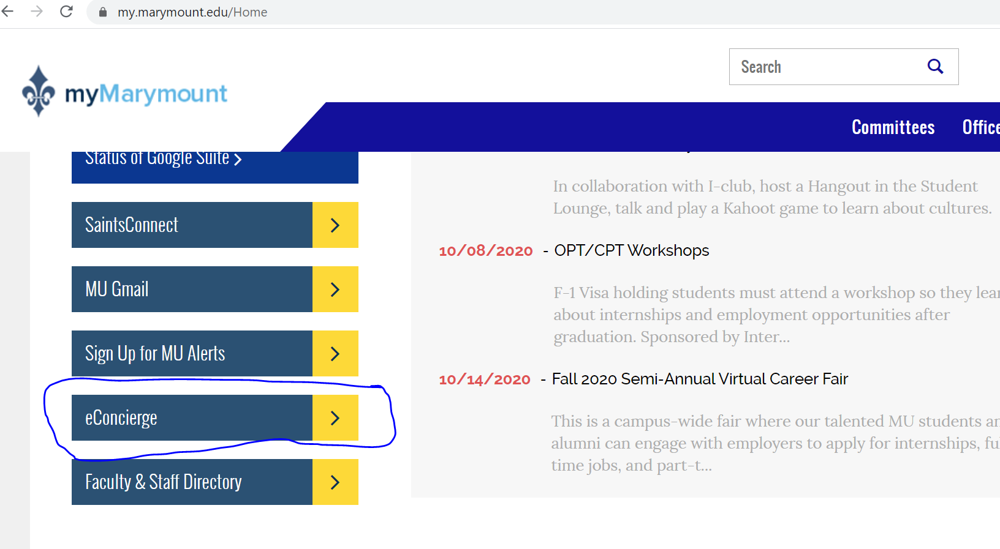 my.marymount.edu/Home
Search
myMarymount
Committees
Status of Google Suite
SaintsConnect
MU Gmail
Sign Up for MU Alerts
eConcierge
Faculty & Staff Directory
In collaboration with I-club, host a Hangout in the Student
Lounge, talk and play a Kahoot game to learn about cultures.
10/08/2020 - OPT/CPT Workshops
F-1 Visa holding students must attend a workshop so they
about internships and employment opportunities after
graduation. Sponsored by Inter...
10/14/2020 - Fall 2020 Semi-Annual Virtual Career Fair
This is a campus-wide fair where our talented MU students
alumni can engage with employers to apply for internships,
time jobs, and part-t...